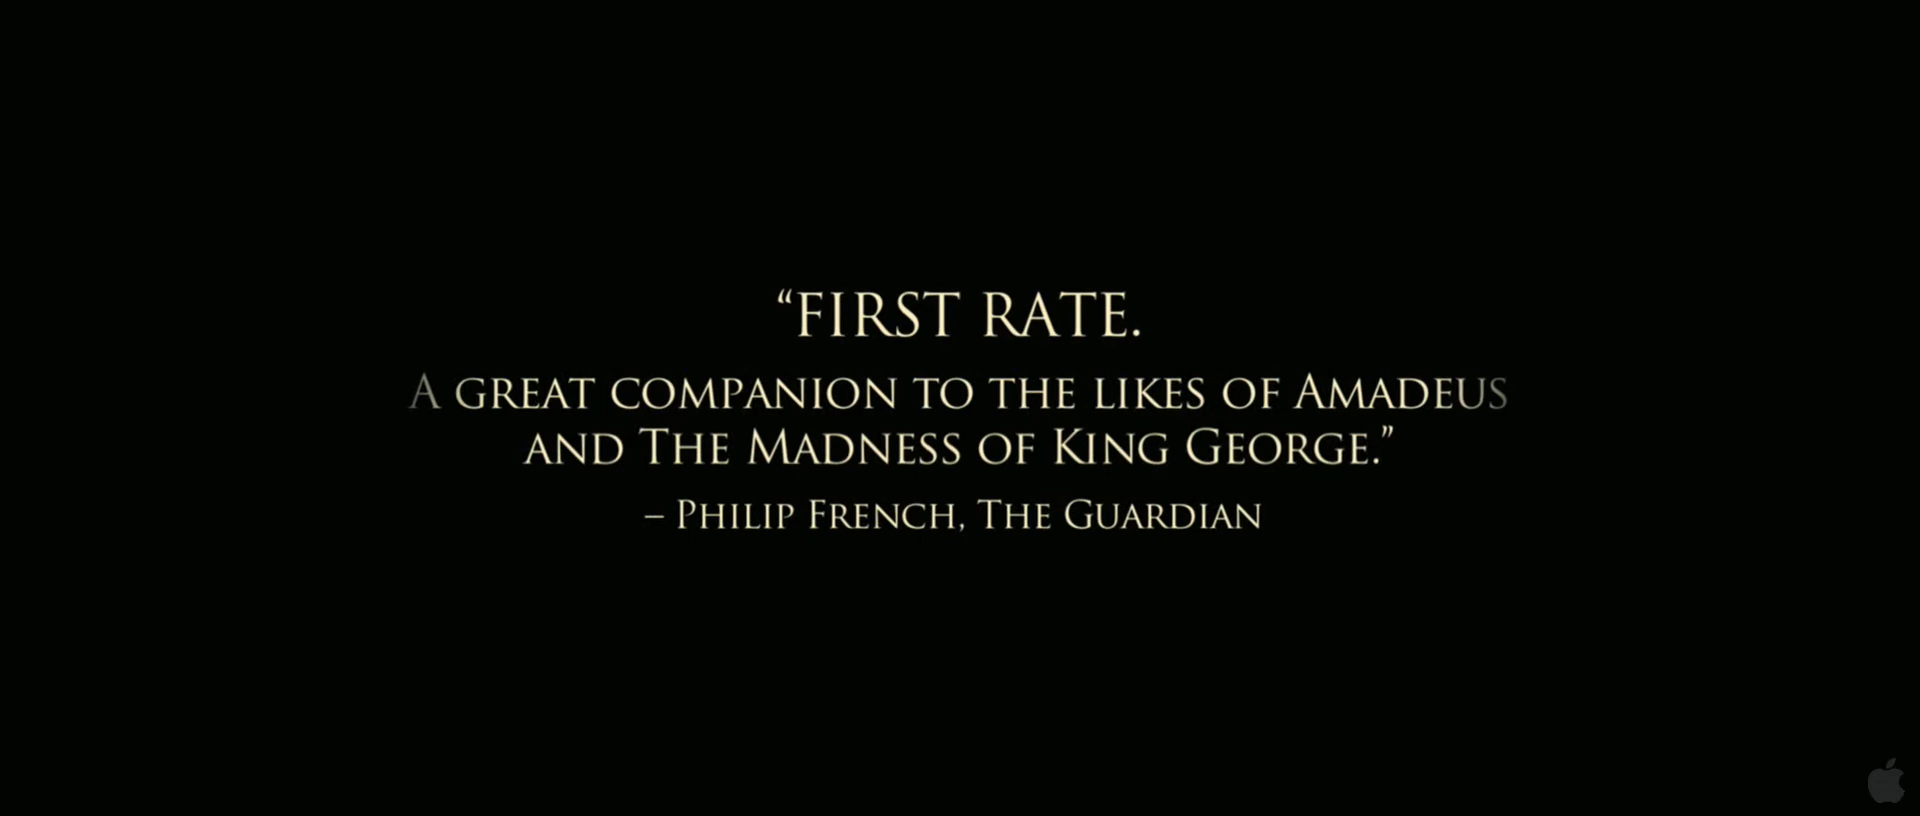 “FIRST RATE.
A GREAT COMPANION TO THE LIKES OF AMADEUS
AND THE MADNESS OF KING GEORGE.”
– PHILIP FRENCH, THE GUARDIAN